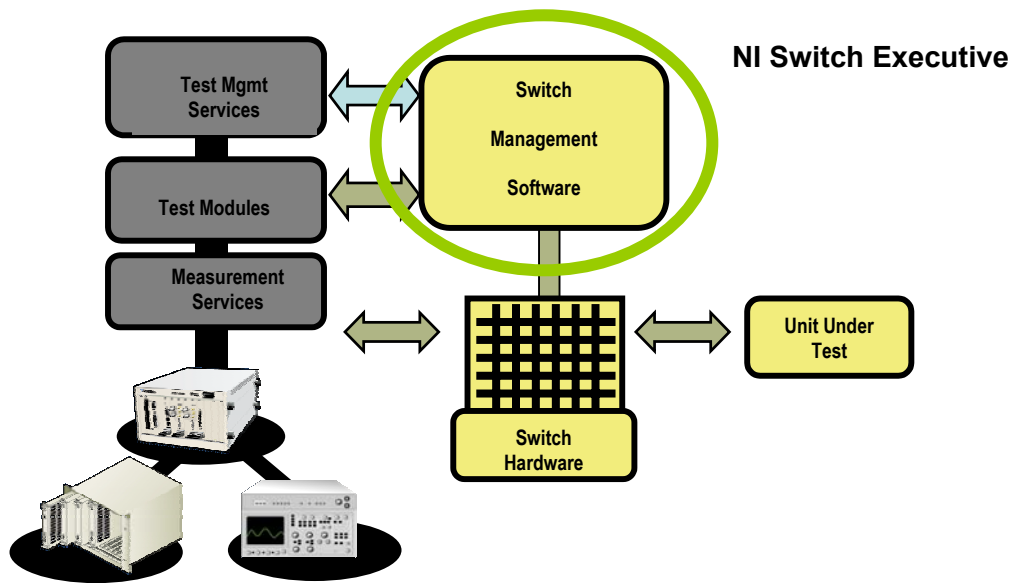 NI Switch Executive
Test Mgmt
Services
Switch
Management
Software
Test Modules
Measurement
Services
Unit Under
Test
Switch
Hardware